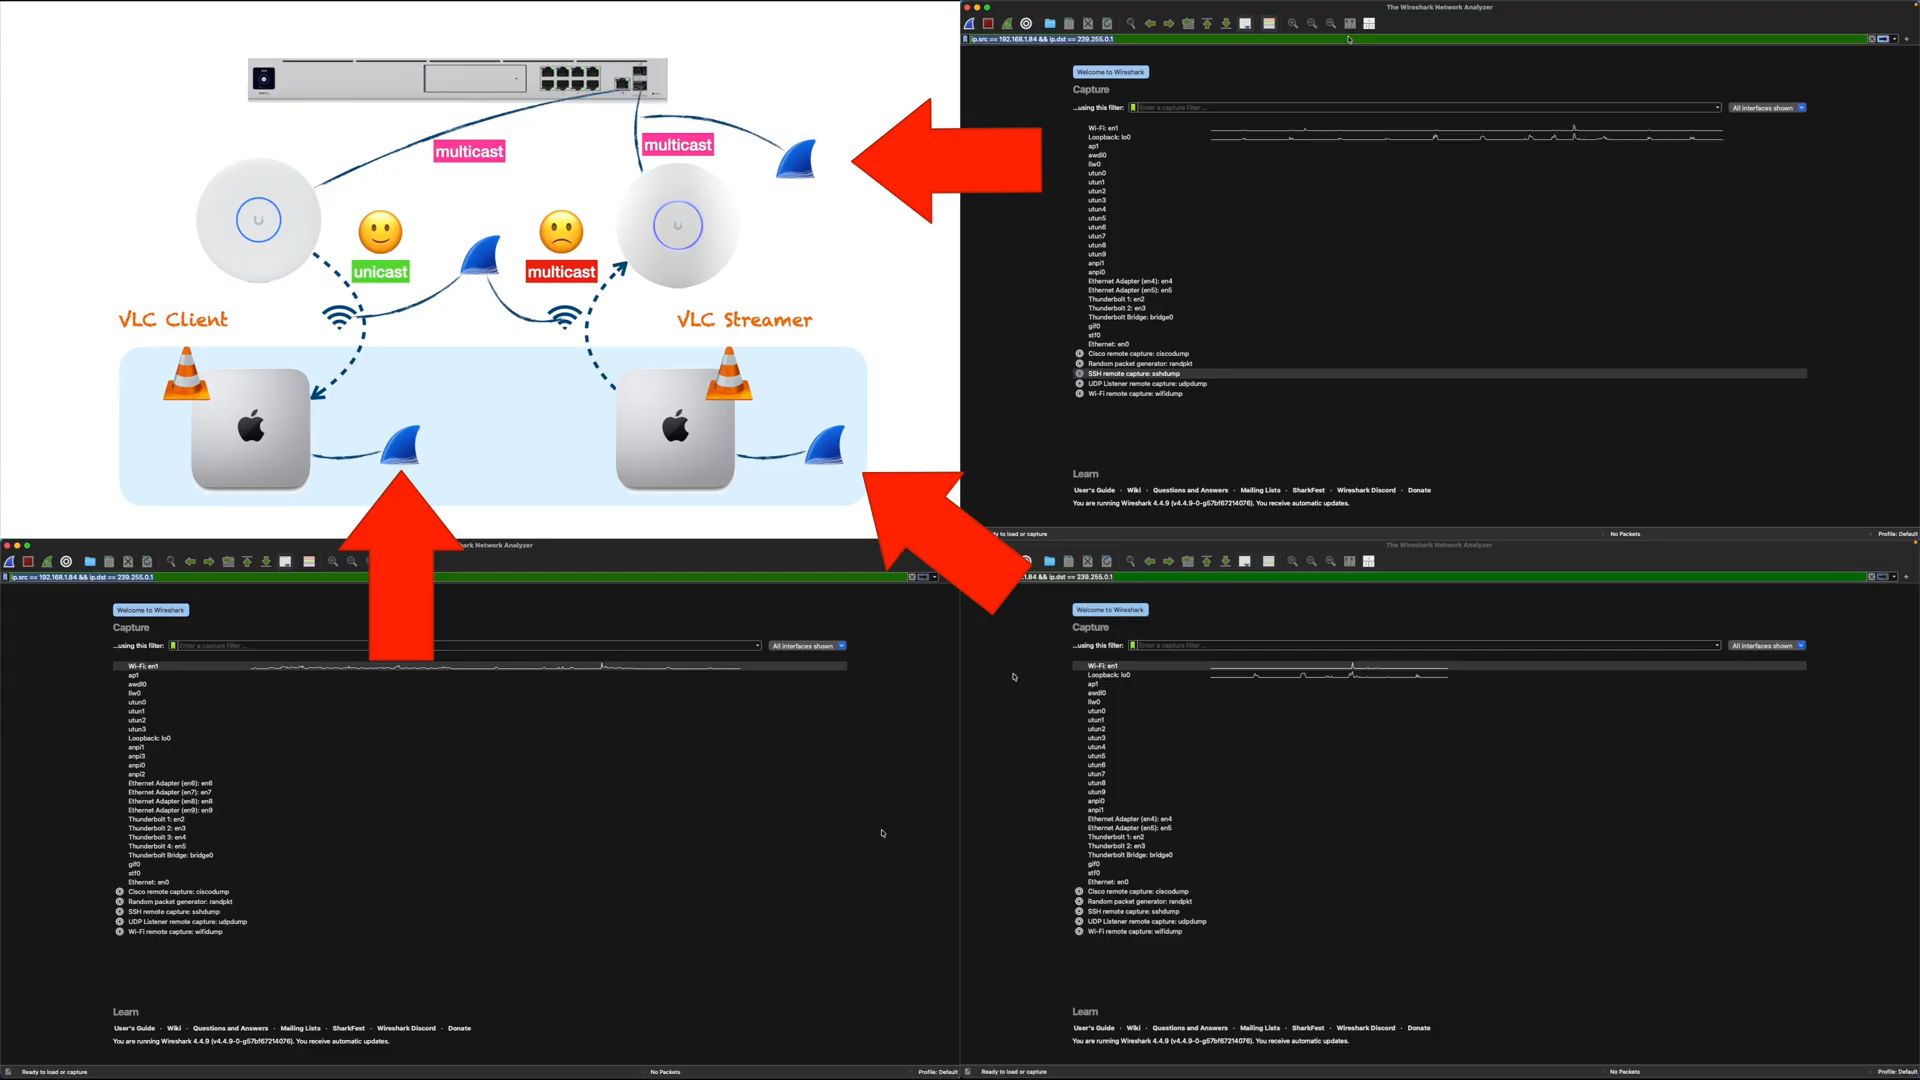 multicast
multicast
unicast
multicast
VLC Client
VLC Streamer
The Wireshark Network Analyzer
ip.src == 192.168.1.84 && ip.dst == 239.255.0.1
Welcome to Wireshark
Capture
...using this filter:
Enter a capture filter ...
All interfaces shown
Wi-Fi: en1
Loopback: lo0
ap1
awdl0
llw0
utun0
utun1
utun2
utun3
utun4
utun5
utun6
utun7
utun8
utun9
anpi1
anpi0
Ethernet Adapter (en4): en4
Ethernet Adapter (en5): en5
Thunderbolt 1: en2
Thunderbolt 2: en3
Thunderbolt Bridge: bridge0
gif0
stf0
Ethernet: en0
Cisco remote capture: ciscodump
Random packet generator: randpkt
SSH remote capture: sshdump
UDP Listener remote capture: udpdump
Wi-Fi remote capture: wifidump
Learn
User's Guide · Wiki · Questions and Answers · Mailing Lists · SharkFest · Wireshark Discord · Donate
You are running Wireshark 4.4.9 (v4.4.9-0-g57bf67214076). You receive automatic updates.
to load or capture
No Packets
Profile: Default
Network Analyzer
ip.src == 192.168.1.84 && ip.dst == 239.255.0.1
Welcome to Wireshark
Capture
...using this filter:
Enter a capture filter ...
All interfaces shown
Wi-Fi: en1
ap1
awdl0
llw0
utun0
utun1
utun2
utun3
Loopback: lo0
anpi1
anpi3
anpi0
anpi2
Ethernet Adapter (en6): en6
Ethernet Adapter (en7): en7
Ethernet Adapter (en8): en8
Ethernet Adapter (en9): en9
Thunderbolt 1: en2
Thunderbolt 2: en3
Thunderbolt 3: en4
Thunderbolt 4: en5
Thunderbolt Bridge: bridge0
gif0
stf0
Ethernet: en0
Cisco remote capture: ciscodump
Random packet generator: randpkt
SSH remote capture: sshdump
UDP Listener remote capture: udpdump
Wi-Fi remote capture: wifidump
Learn
User's Guide · Wiki · Questions and Answers · Mailing Lists · SharkFest · Wireshark Discord · Donate
You are running Wireshark 4.4.9 (v4.4.9-0-g57bf67214076). You receive automatic updates.
Ready to load or capture
No Packets
Profile: Default
The Wireshark Network Analyzer
.1.84 && ip.dst == 239.255.0.1
Welcome to Wireshark
Capture
...using this filter:
Enter a capture filter ...
All interfaces shown
Wi-Fi: en1
Loopback: lo0
ap1
awdl0
llw0
utun0
utun1
utun2
utun3
utun4
utun5
utun6
utun7
utun8
utun9
anpi0
anpi1
Ethernet Adapter (en4): en4
Ethernet Adapter (en5): en5
Thunderbolt 1: en2
Thunderbolt 2: en3
Thunderbolt Bridge: bridge0
gif0
stf0
Ethernet: en0
Cisco remote capture: ciscodump
Random packet generator: randpkt
SSH remote capture: sshdump
UDP Listener remote capture: udpdump
Wi-Fi remote capture: wifidump
Learn
User's Guide · Wiki · Questions and Answers · Mailing Lists · SharkFest · Wireshark Discord · Donate
You are running Wireshark 4.4.9 (v4.4.9-0-g57bf67214076). You receive automatic updates.
Ready to load or capture
No Packets
Profile: Default